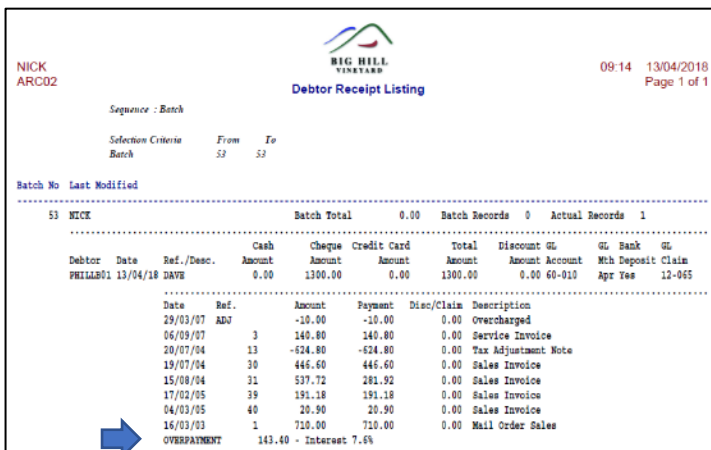 NICK
ARC02
BIG HILL
VINEYARD
Debtor Receipt Listing
09:14 13/04/2018
Page 1 of 1
Sequence : Batch
Selection Criteria From To
Batch 53 53
Batch No Last Modified
53 NICK Batch Total 0.00 Batch Records 0 Actual Records 1
Cash Cheque Credit Card Total Discount GL GL Bank GL
Debtor Date Ref./Desc. Amount Amount Amount Amount Amount Account Mth Deposit Claim
PHILLB01 13/04/18 DAVE 0.00 1300.00 0.00 1300.00 0.00 60-010 Apr Yes 12-065
Date Ref. Amount Payment Disc/Claim Description
29/03/07 ADJ -10.00 -10.00 0.00 Overcharged
06/09/07 3 140.80 140.80 0.00 Service Invoice
20/07/04 13 -624.80 -624.80 0.00 Tax Adjustment Note
19/07/04 30 446.60 446.60 0.00 Sales Invoice
15/08/04 31 537.72 281.92 0.00 Sales Invoice
17/02/05 39 191.18 191.18 0.00 Sales Invoice
04/03/05 40 20.90 20.90 0.00 Sales Invoice
16/03/03 1 710.00 710.00 0.00 Mail Order Sales
OVERPAYMENT 143.40 - Interest 7.6%